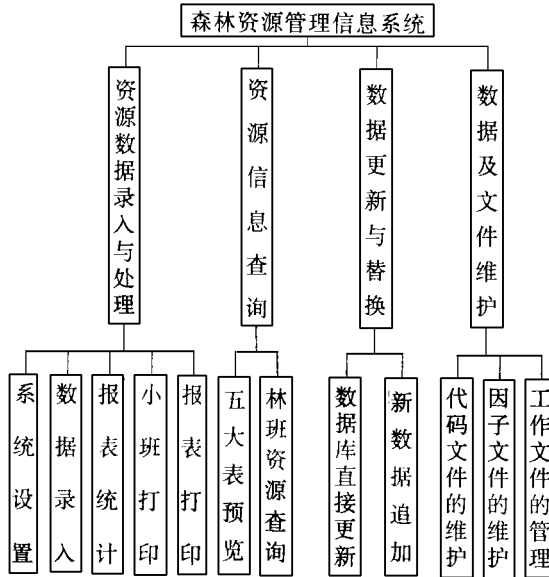 森林资源管理信息系统
资源数据录入与处理
资源信息查询
数据更新与替换
数据及文件维护
系统设置
数据录入
报表统计
小班打印
报表打印
五大表预览
林班资源查询
数据库直接更新
新数据追加
代码文件的维护
因子文件的维护
工作文件的管理